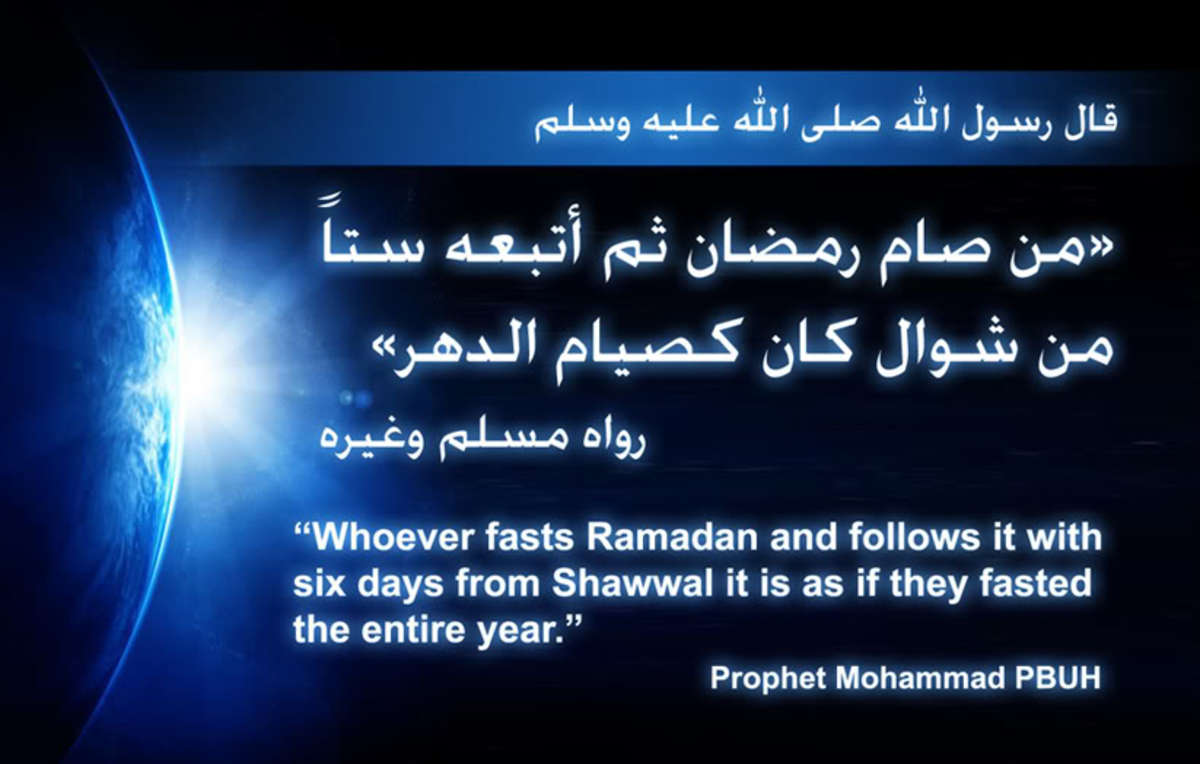 قال رسول الله صلى الله عليه وسلم
«من صام رمضان ثم أتبعه ستاً
من شوال كان كصيام الدهر»
رواه مسلم وغيره
“Whoever fasts Ramadan and follows it with
six days from Shawwal it is as if they fasted
the entire year.”
Prophet Mohammad PBUH